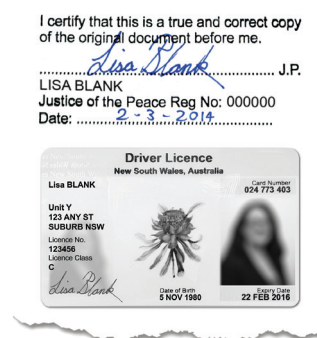 I certify that this is a true and correct copy
of the original document before me.
Lisa Blank J.P.
LISA BLANK
Justice of the Peace Reg No: 000000
Date: 2-3-2014
Driver Licence
New South Wales, Australia
Lisa BLANK
Card Number
024 773 403
Unit Y
123 ANY ST
SUBURB NSW
Licence No.
123456
Licence Class
C
Lisa Blank
Date of Birth
5 NOV 1980
Expiry Date
22 FEB 2016